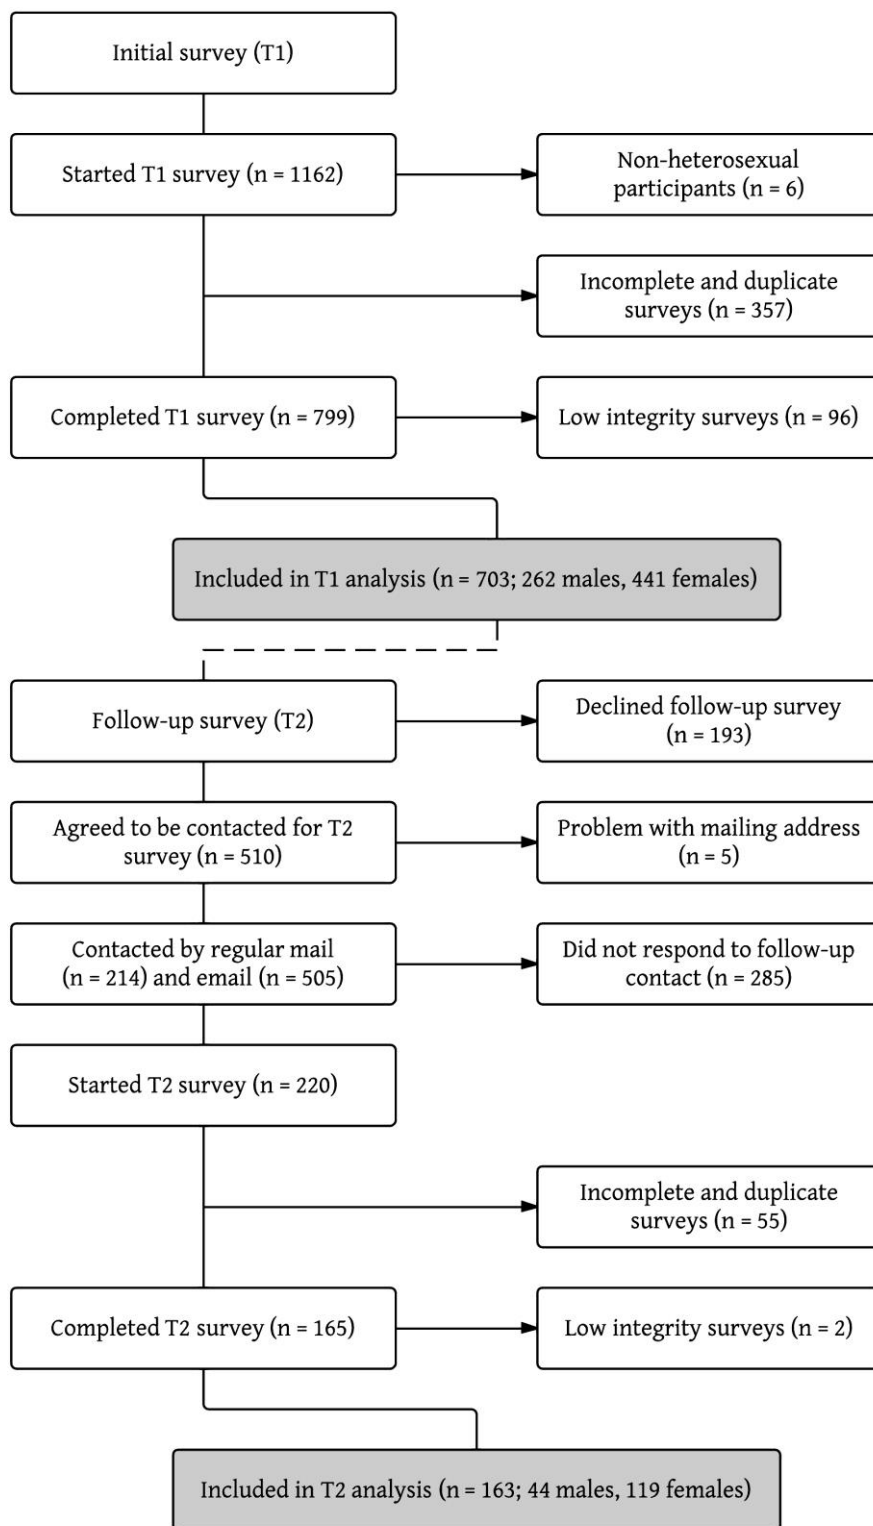 Initial survey (T1)
Started T1 survey (n = 1162)
Non-heterosexual
participants (n = 6)
Incomplete and duplicate
surveys (n = 357)
Completed T1 survey (n = 799)
Low integrity surveys (n = 96)
Included in T1 analysis (n = 703; 262 males, 441 females)
Follow-up survey (T2)
Declined follow-up survey
(n = 193)
Agreed to be contacted for T2
survey (n = 510)
Problem with mailing address
(n = 5)
Contacted by regular mail
(n = 214) and email (n = 505)
Did not respond to follow-up
contact (n = 285)
Started T2 survey (n = 220)
Incomplete and duplicate
surveys (n = 55)
Completed T2 survey (n = 165)
Low integrity surveys (n = 2)
Included in T2 analysis (n = 163; 44 males, 119 females)